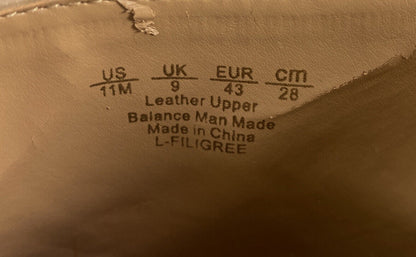 US UK EUR cm
11M 9 43 28
Leather Upper
Balance Man Made
Made in China
L-FILIGREE